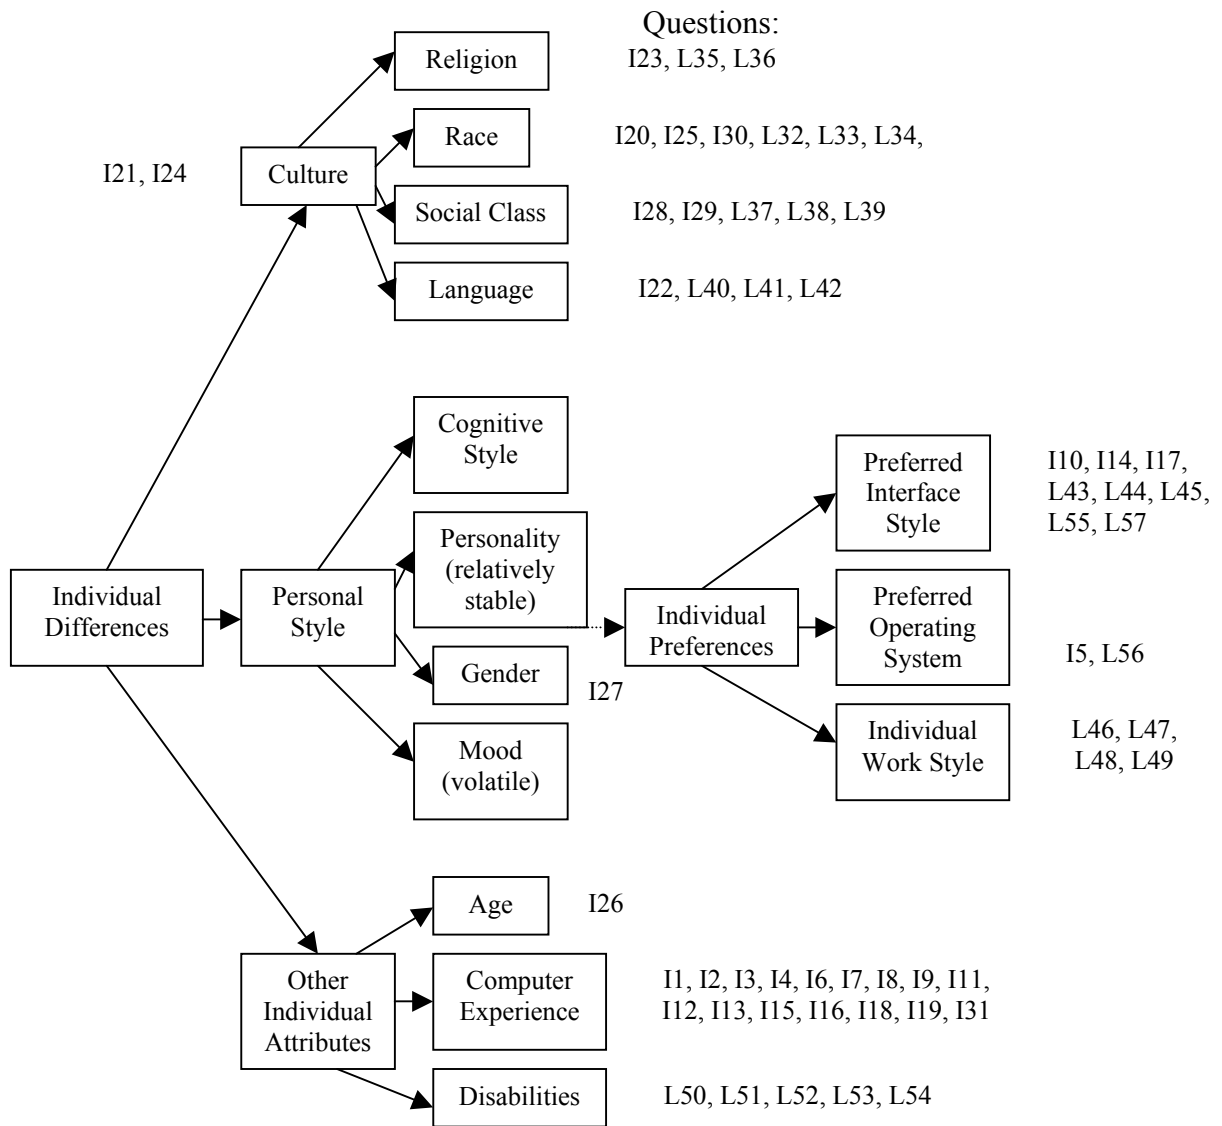 Questions:
Religion
I23, L35, L36
Race
I20, I25, I30, L32, L33, L34,
I21, I24
Culture
Social Class
I28, I29, L37, L38, L39
Language
I22, L40, L41, L42
Cognitive
Style
Preferred
Interface
Style
I10, I14, I17,
L43, L44, L45,
L55, L57
Personality
(relatively
stable)
Individual
Differences
Personal
Style
Individual
Preferences
Preferred
Operating
System
I5, L56
Gender
I27
Mood
(volatile)
Individual
Work Style
L46, L47,
L48, L49
Age
I26
Other
Individual
Attributes
Computer
Experience
I1, I2, I3, I4, I6, I7, I8, I9, I11,
I12, I13, I15, I16, I18, I19, I31
Disabilities
L50, L51, L52, L53, L54